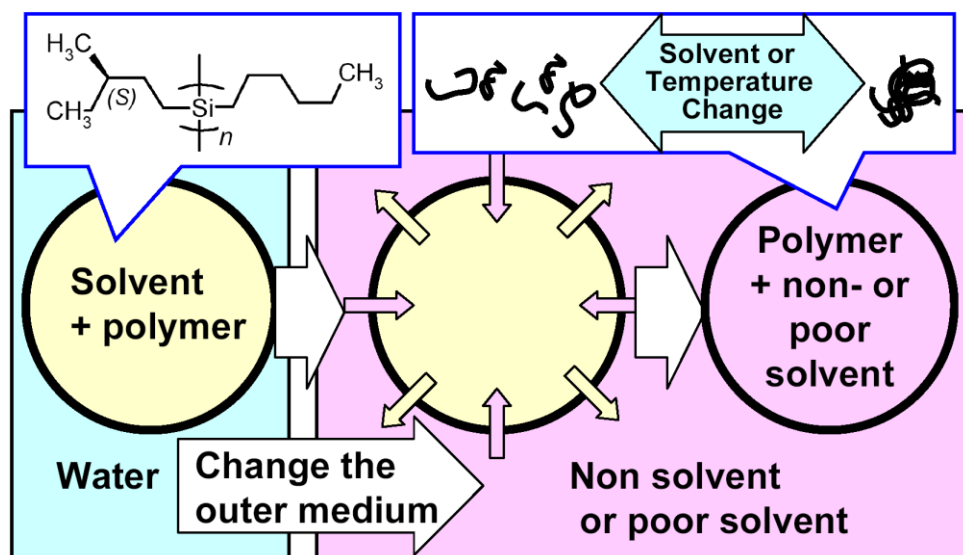 H₃C
(S)
CH₃
Si
n
CH₃
Solvent or
Temperature
Change
Solvent
+ polymer
Polymer
+ non- or
poor
solvent
Water
Change the
outer medium
Non solvent
or poor solvent